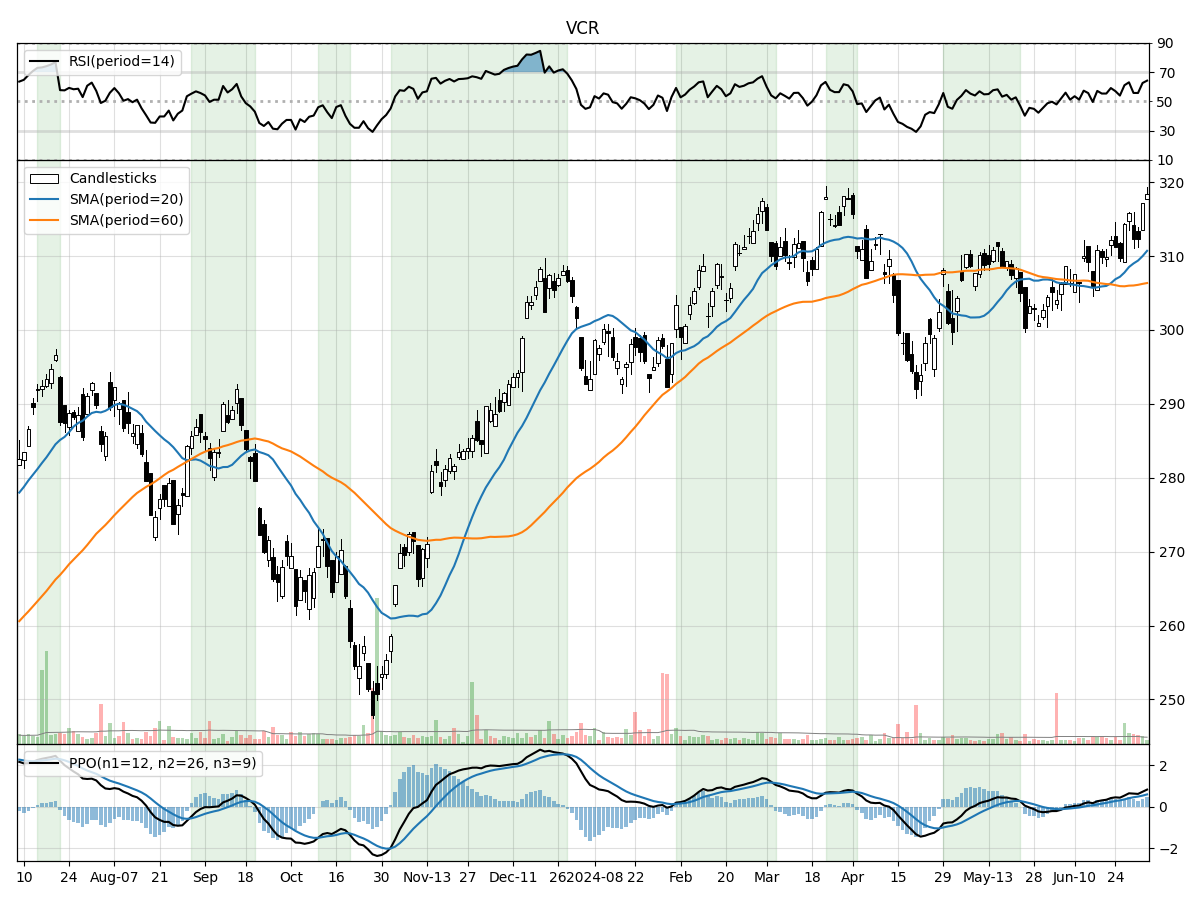 VCR
RSI(period=14)
90
70
50
30
10
Candlesticks
SMA(period=20)
SMA(period=60)
320
310
300
290
280
270
260
250
PPO(n1=12, n2=26, n3=9)
2
0
−2
10 24 Aug-07 21 Sep 18 Oct 16 30 Nov-13 27 Dec-11 26 2024-08 22 Feb 20 Mar 18 Apr 15 29 May-13 28 Jun-10 24